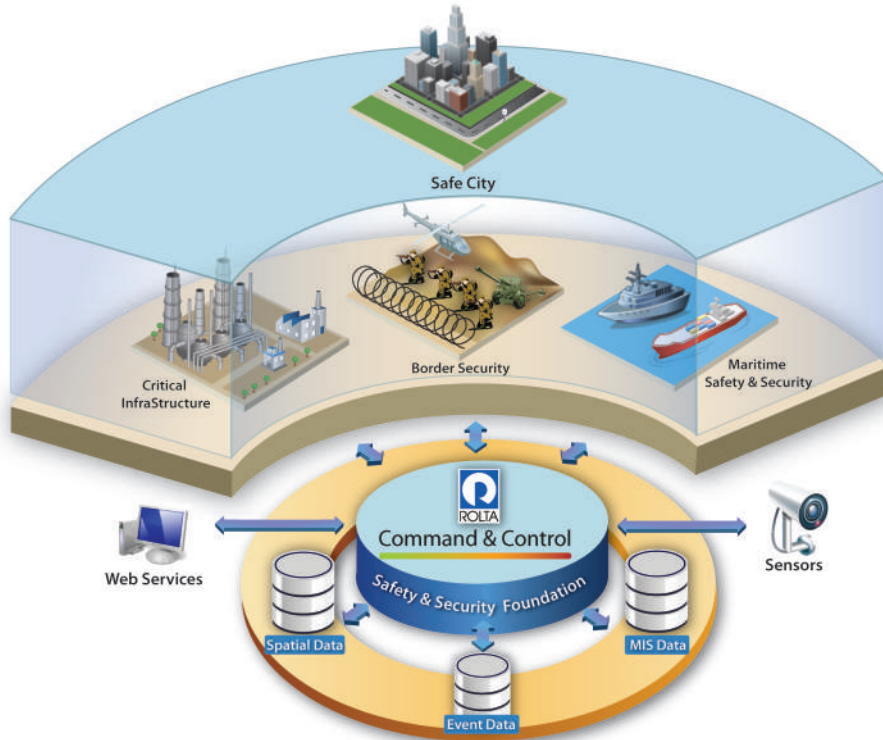 Safe City
Critical
InfraStructure
Border Security
Maritime
Safety & Security
ROLTA
Command & Control
Safety & Security Foundation
Web Services
Sensors
Spatial Data
MIS Data
Event Data